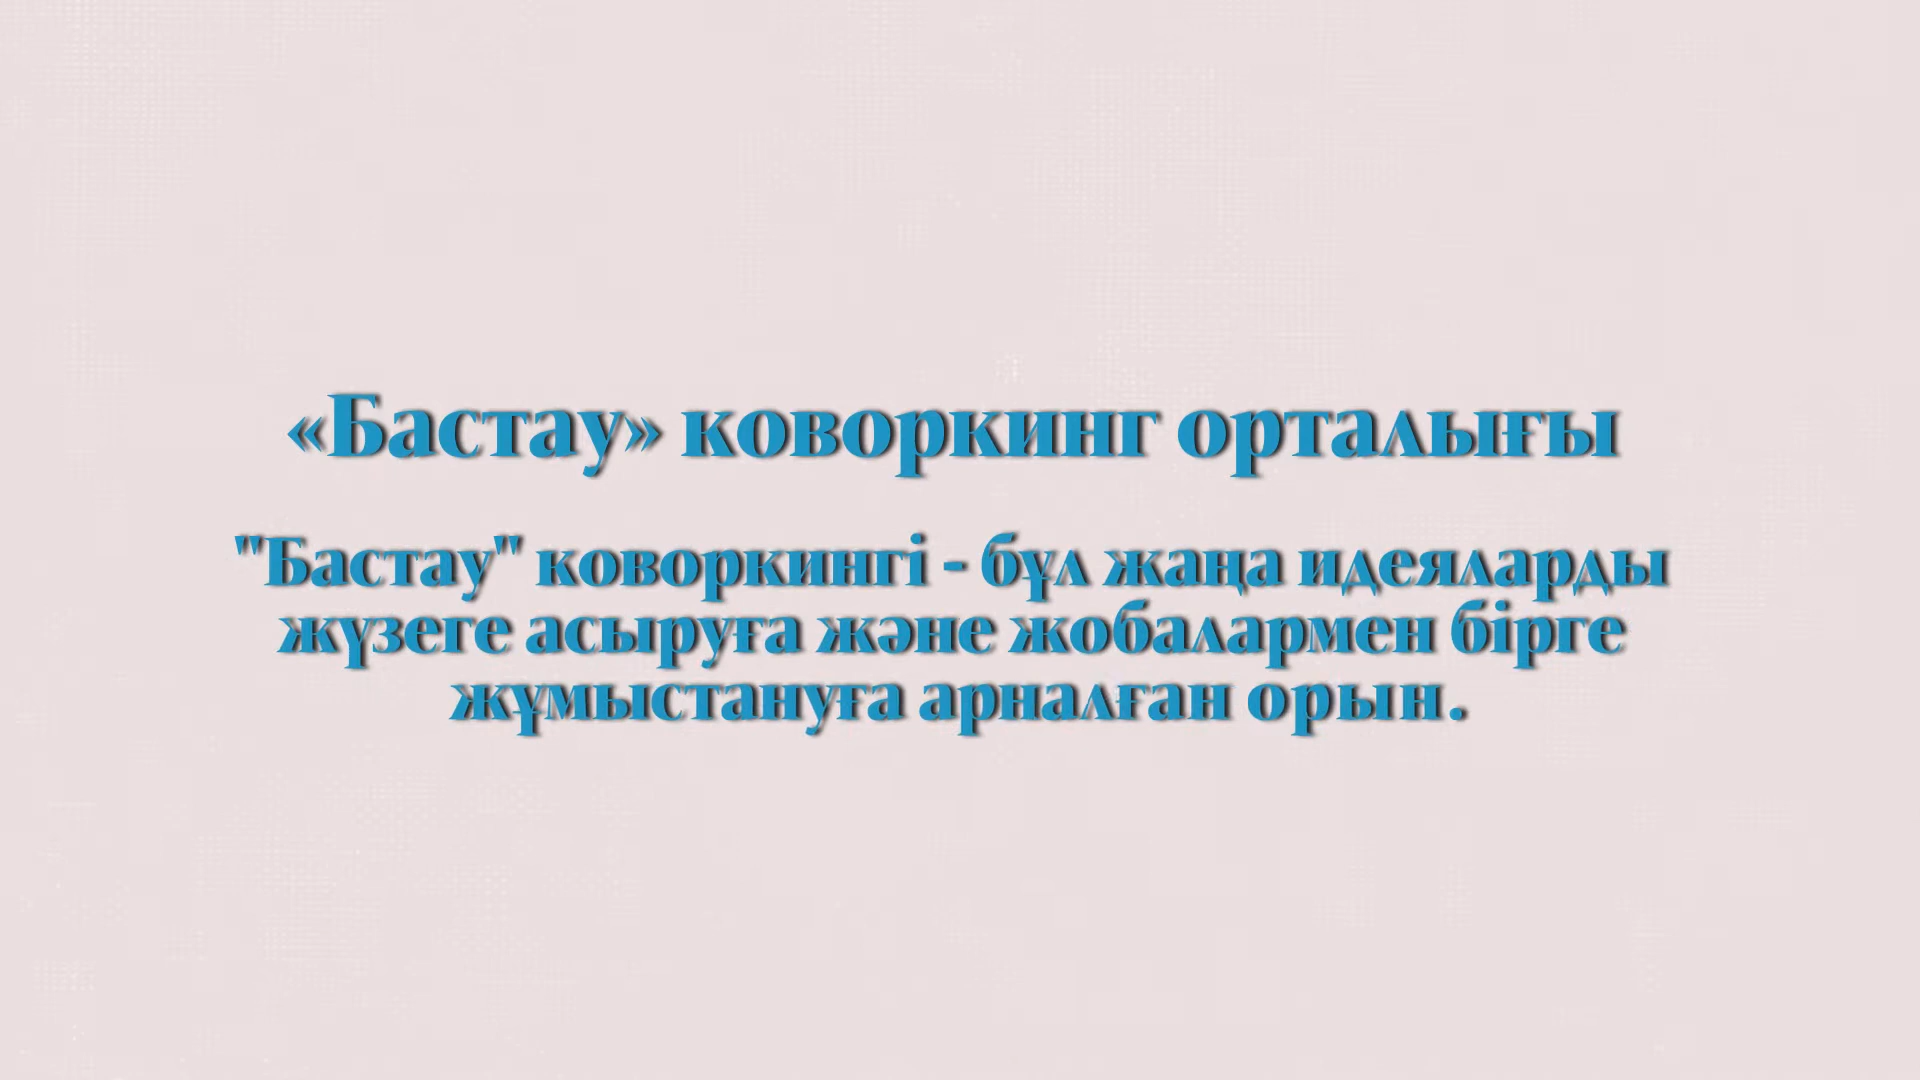 «Бастау» коворкинг орталығы
"Бастау" коворкингі - бұл жаңа идеяларды
жүзеге асыруға және жобалармен бірге
жұмыстануға арналған орын.